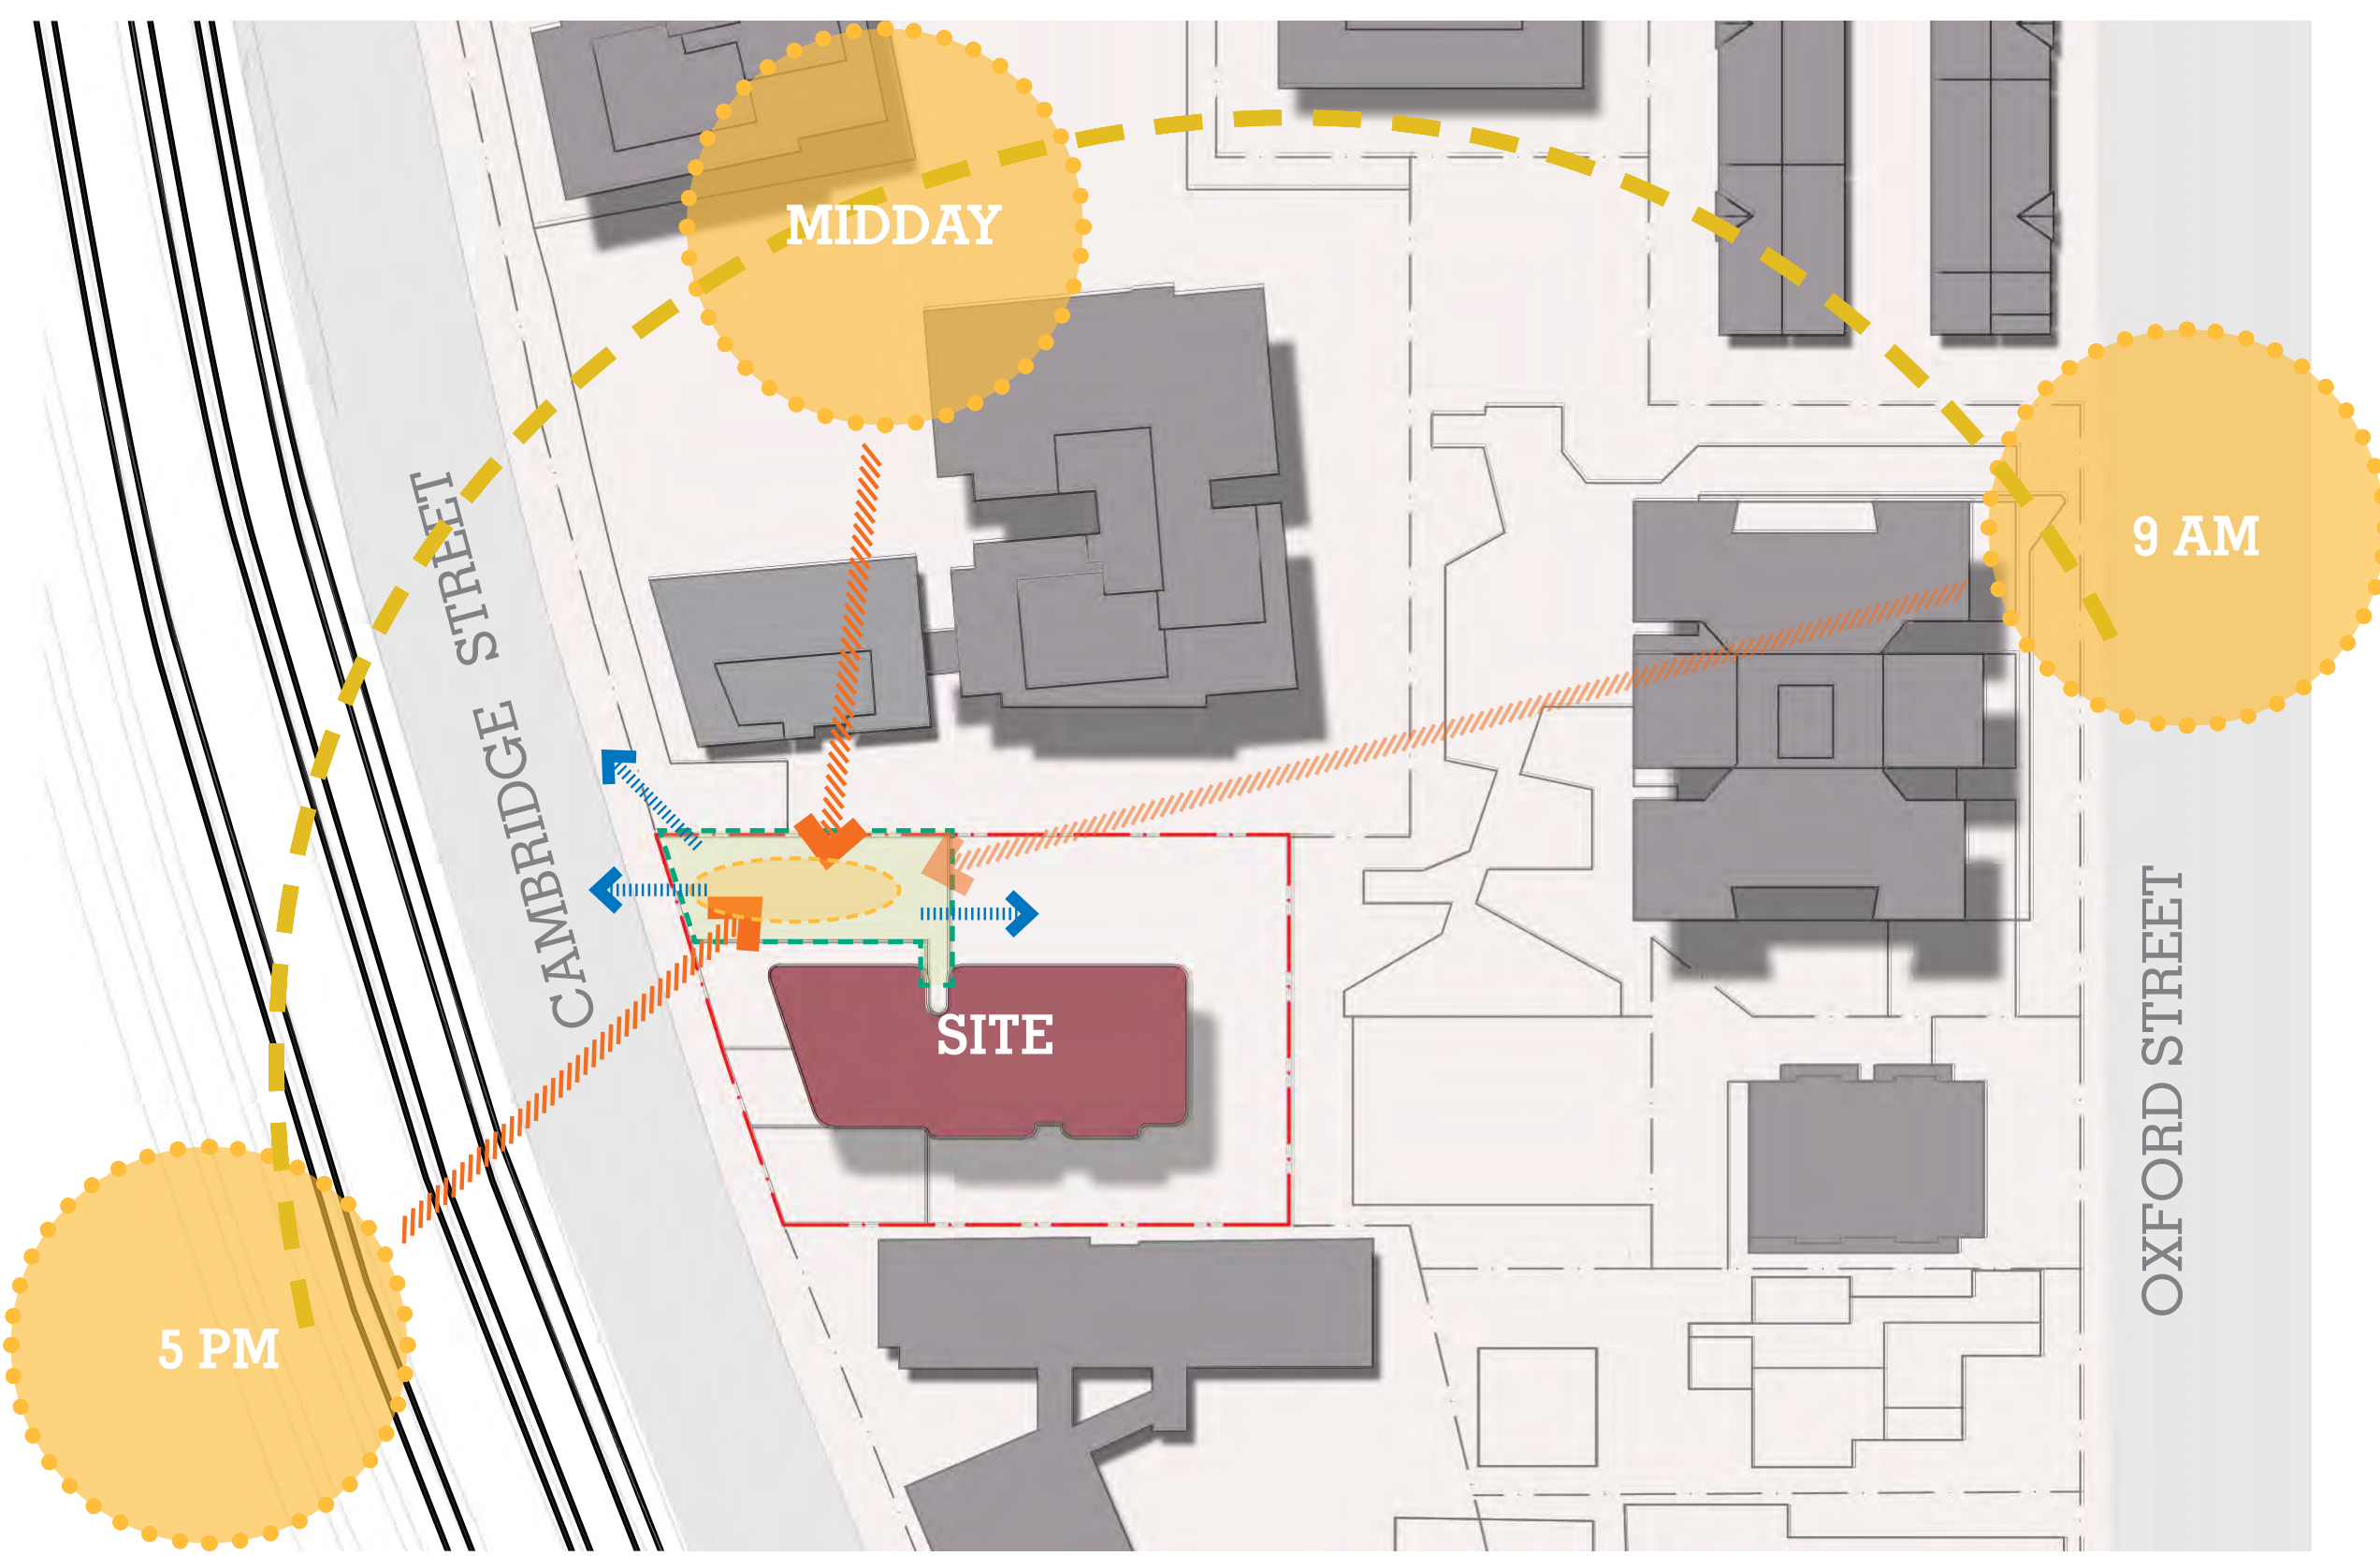 MIDDAY
9 AM
CAMBRIDGE STREET
SITE
OXFORD STREET
5 PM